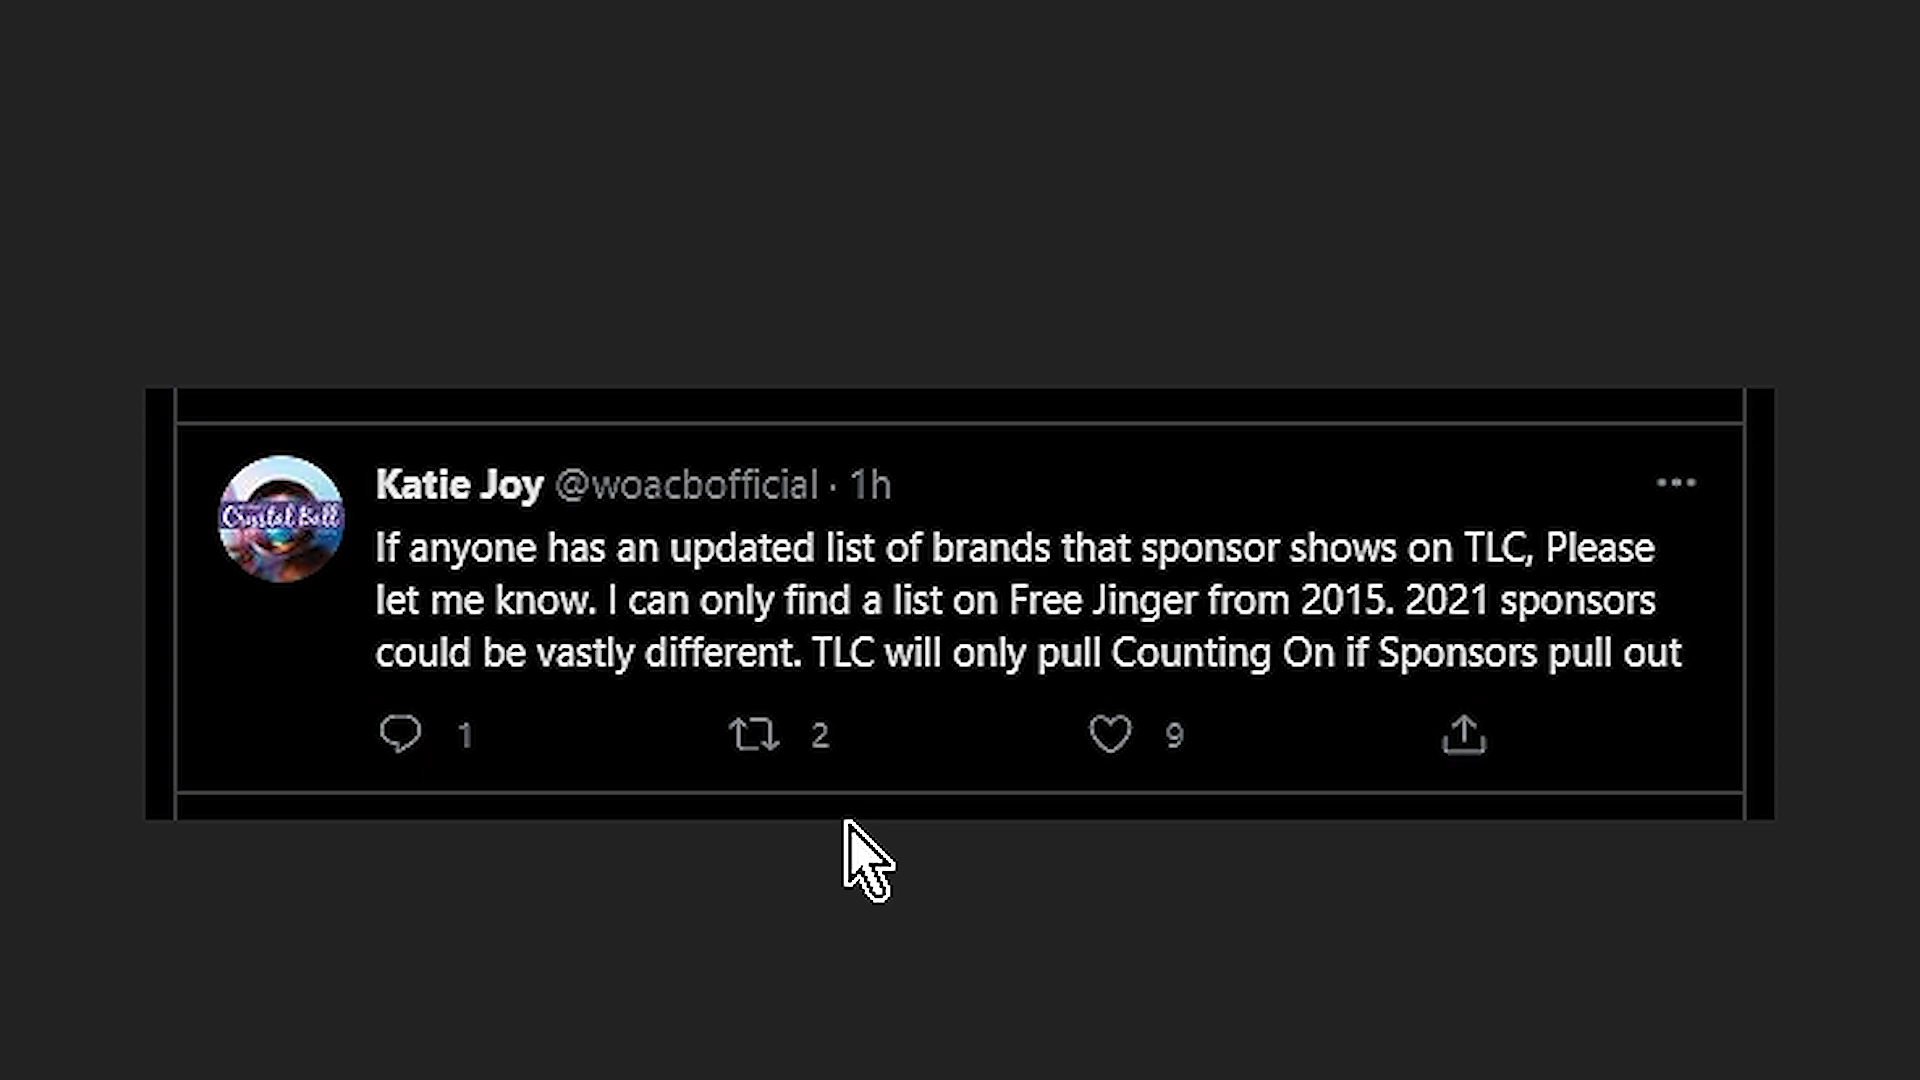 Katie Joy @woacbofficial · 1h
Crystal Ball
If anyone has an updated list of brands that sponsor shows on TLC, Please
let me know. I can only find a list on Free Jinger from 2015. 2021 sponsors
could be vastly different. TLC will only pull Counting On if Sponsors pull out
1 2 9